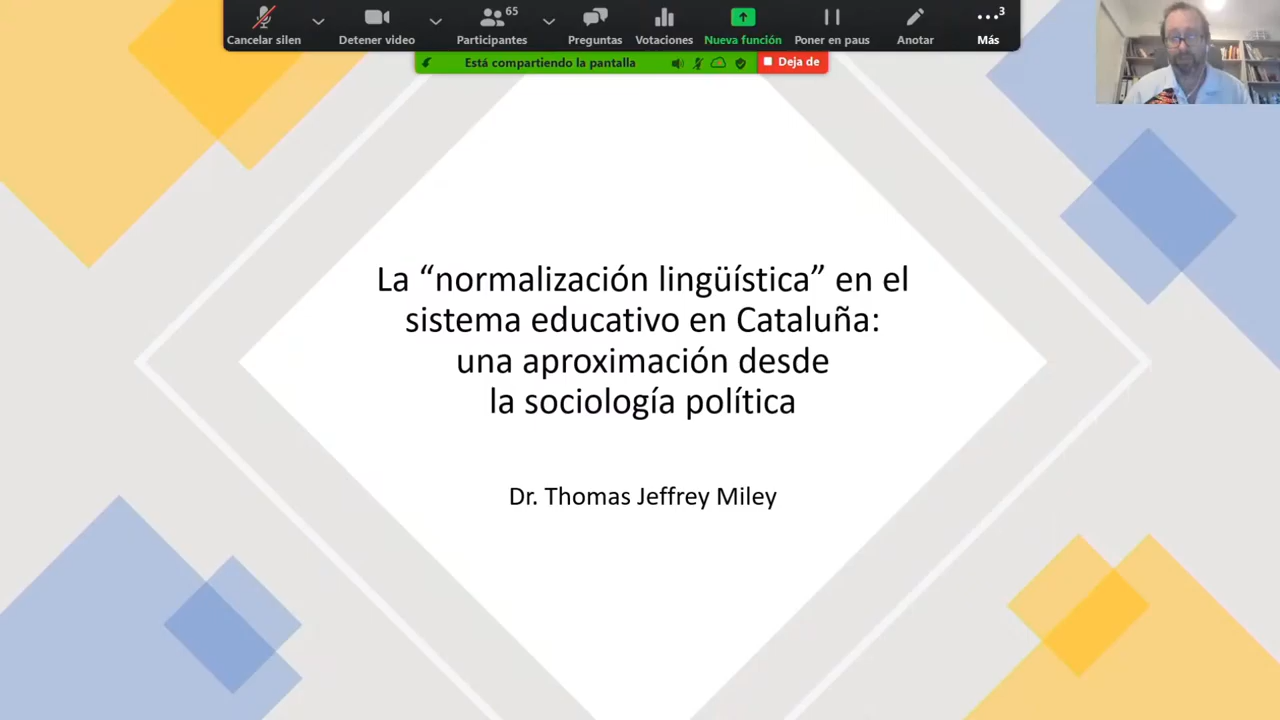 65
3
Cancelar silen
Detener video
Participantes
Preguntas
Votaciones
Nueva función
Poner en paus
Anotar
Más
Está compartiendo la pantalla
Deja de
La “normalización lingüística” en el
sistema educativo en Cataluña:
una aproximación desde
la sociología política
Dr. Thomas Jeffrey Miley